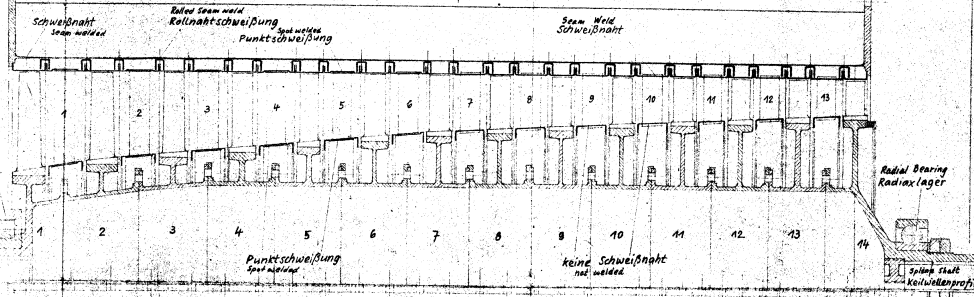 Schweißnaht
Seam welded
Rolled Seam weld
Rollnahtschweißung
Spot welded
Punktschweißung
Seam Weld
Schweißnaht
1 2 3 4 5 6 7 8 9 10 11 12 13
Radial Bearing
Radiaxlager
1 2 3 4 5 6 7 8 9 10 11 12 13 14
Punktschweißung
Spot welded
keine Schweißnaht
not welded
Spline Shaft
Keilwellenprofi